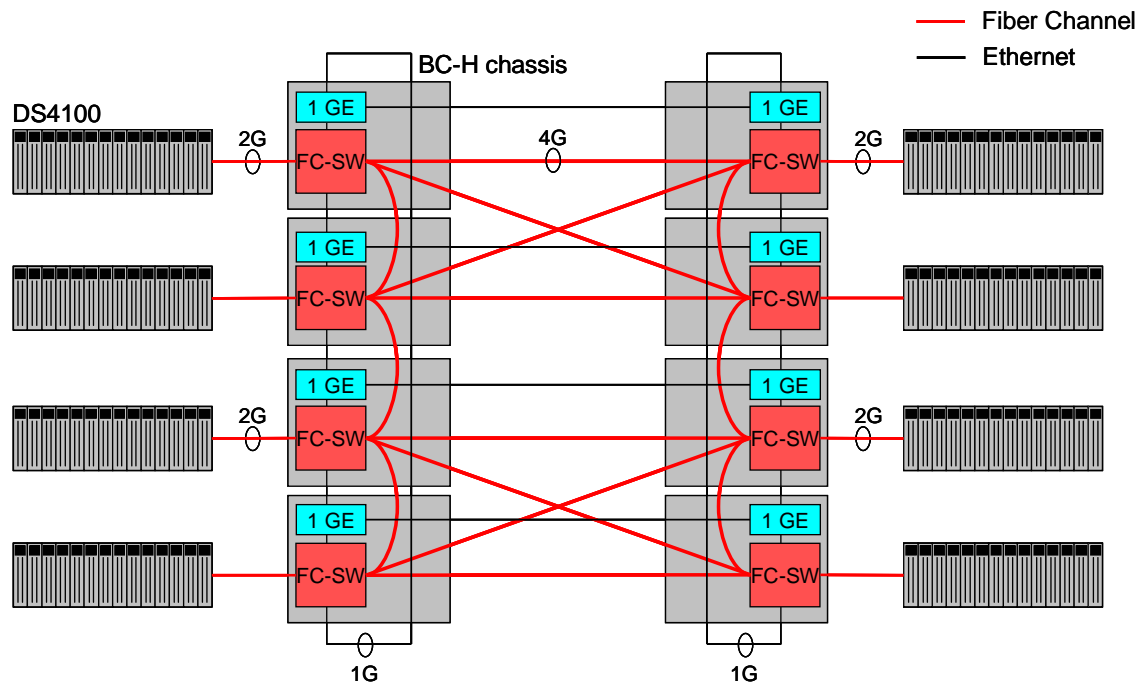 Fiber Channel
Ethernet
BC-H chassis
DS4100
1 GE
1 GE
2G
4G
2G
FC-SW
FC-SW
1 GE
1 GE
FC-SW
FC-SW
1 GE
1 GE
2G
2G
FC-SW
FC-SW
1 GE
1 GE
FC-SW
FC-SW
1G
1G